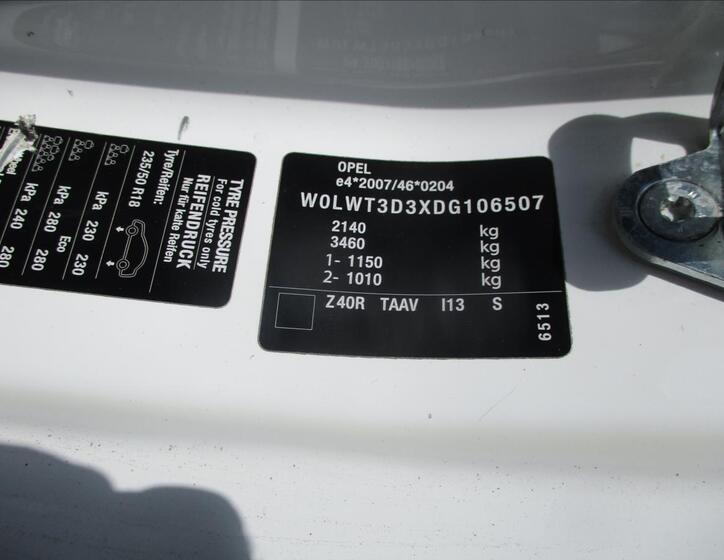 OPEL
e4*2007/46*0204
W0LWT3D3XDG106507
2140 kg
3460 kg
1- 1150 kg
2- 1010 kg
Z40R TAAV I13 S
6513
TYRE PRESSURE
For cold tyres only
REIFENDRUCK
Nur für kalte Reifen
Tyre/Reifen:
235/50 R18
kPa 230 230
Eco
kPa 280 280
kPa 240 280